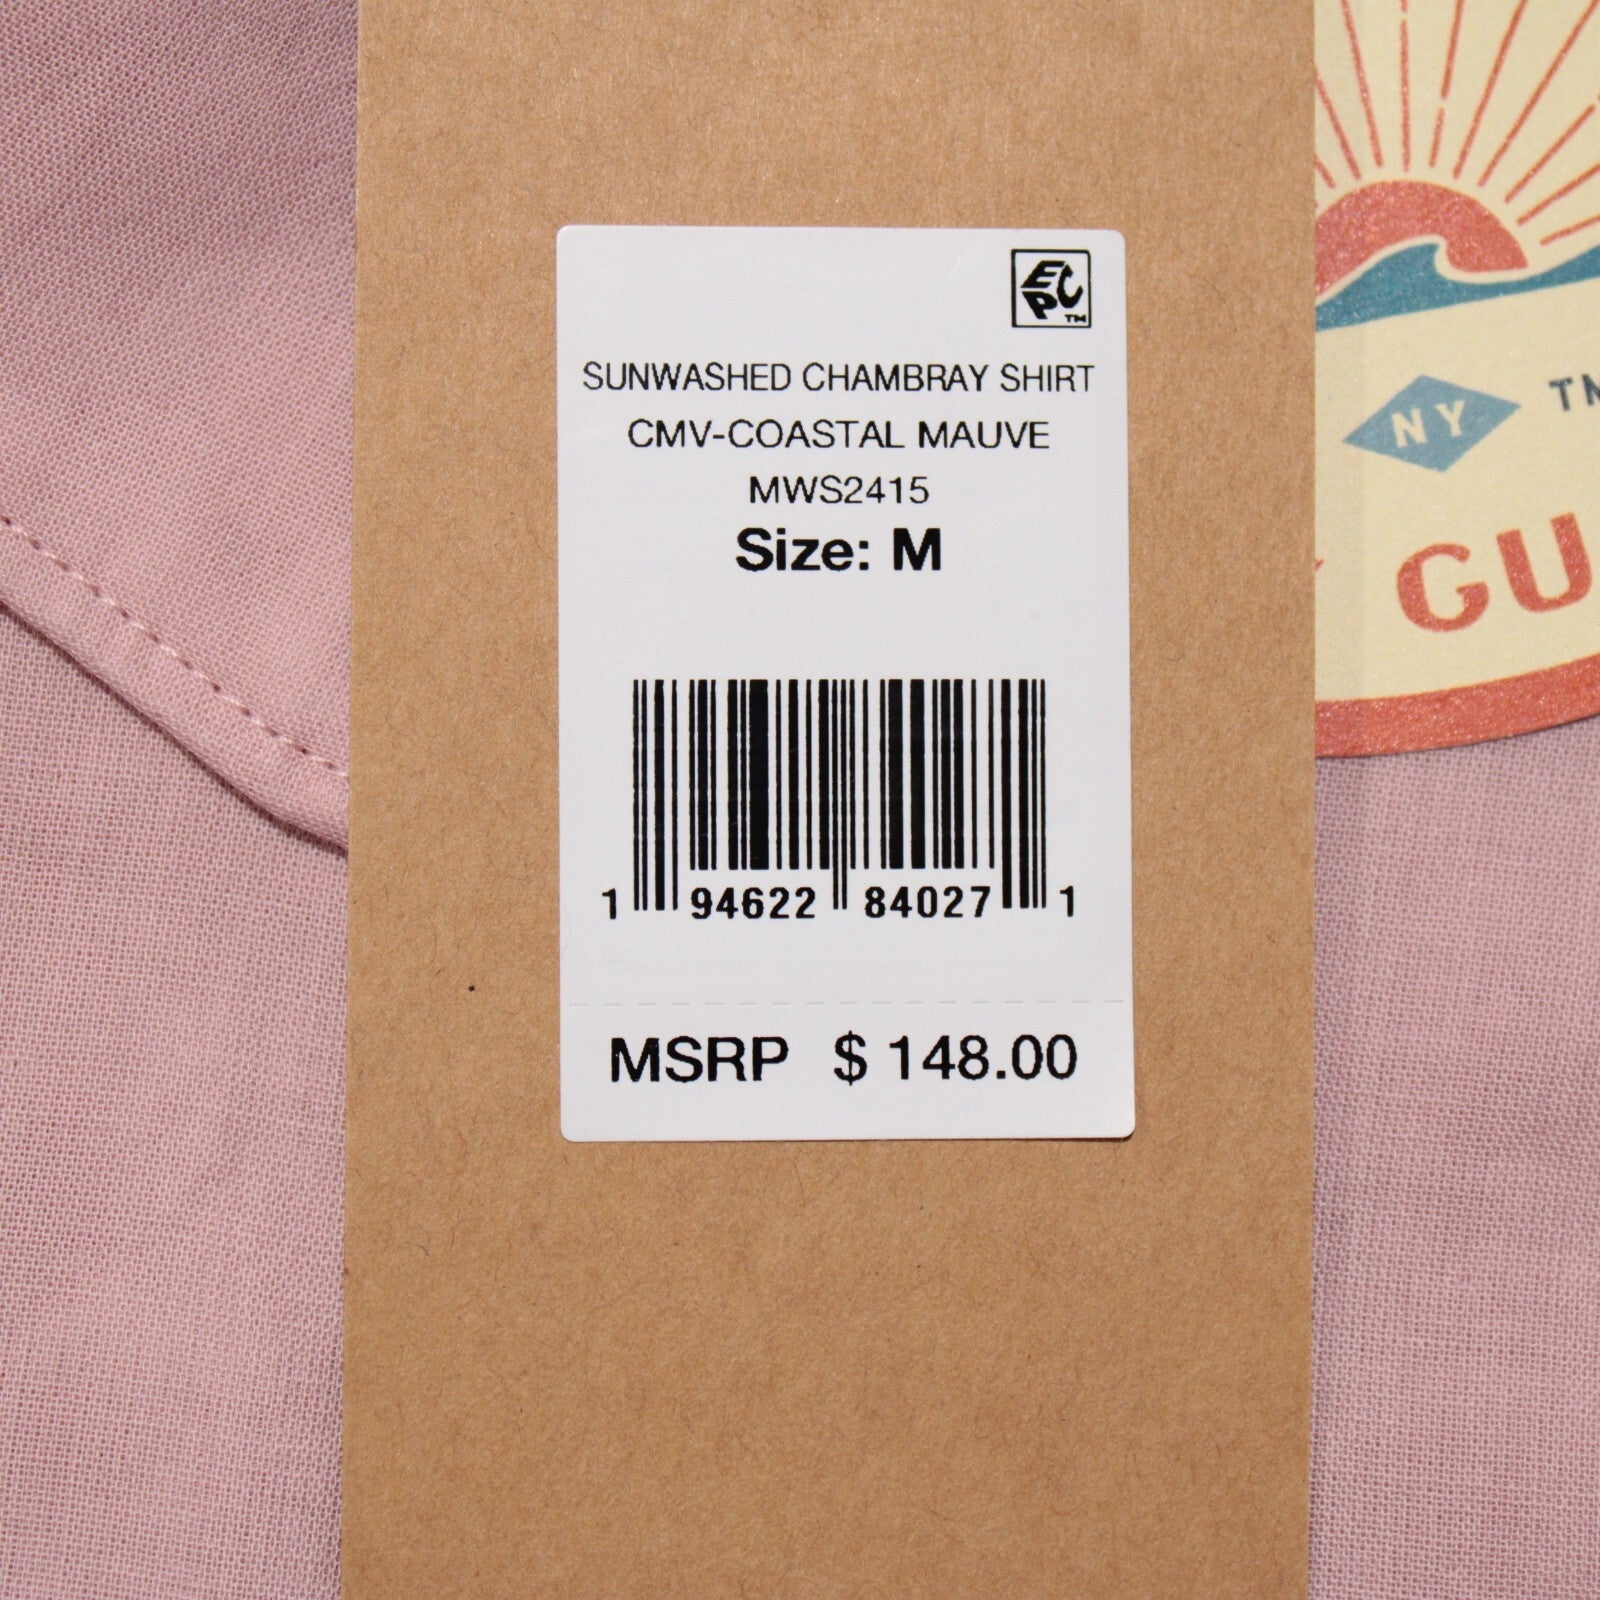 EPC
TM
SUNWASHED CHAMBRAY SHIRT
CMV-COASTAL MAUVE
MWS2415
Size: M
1 94622 84027 1
MSRP $ 148.00
NY
GU